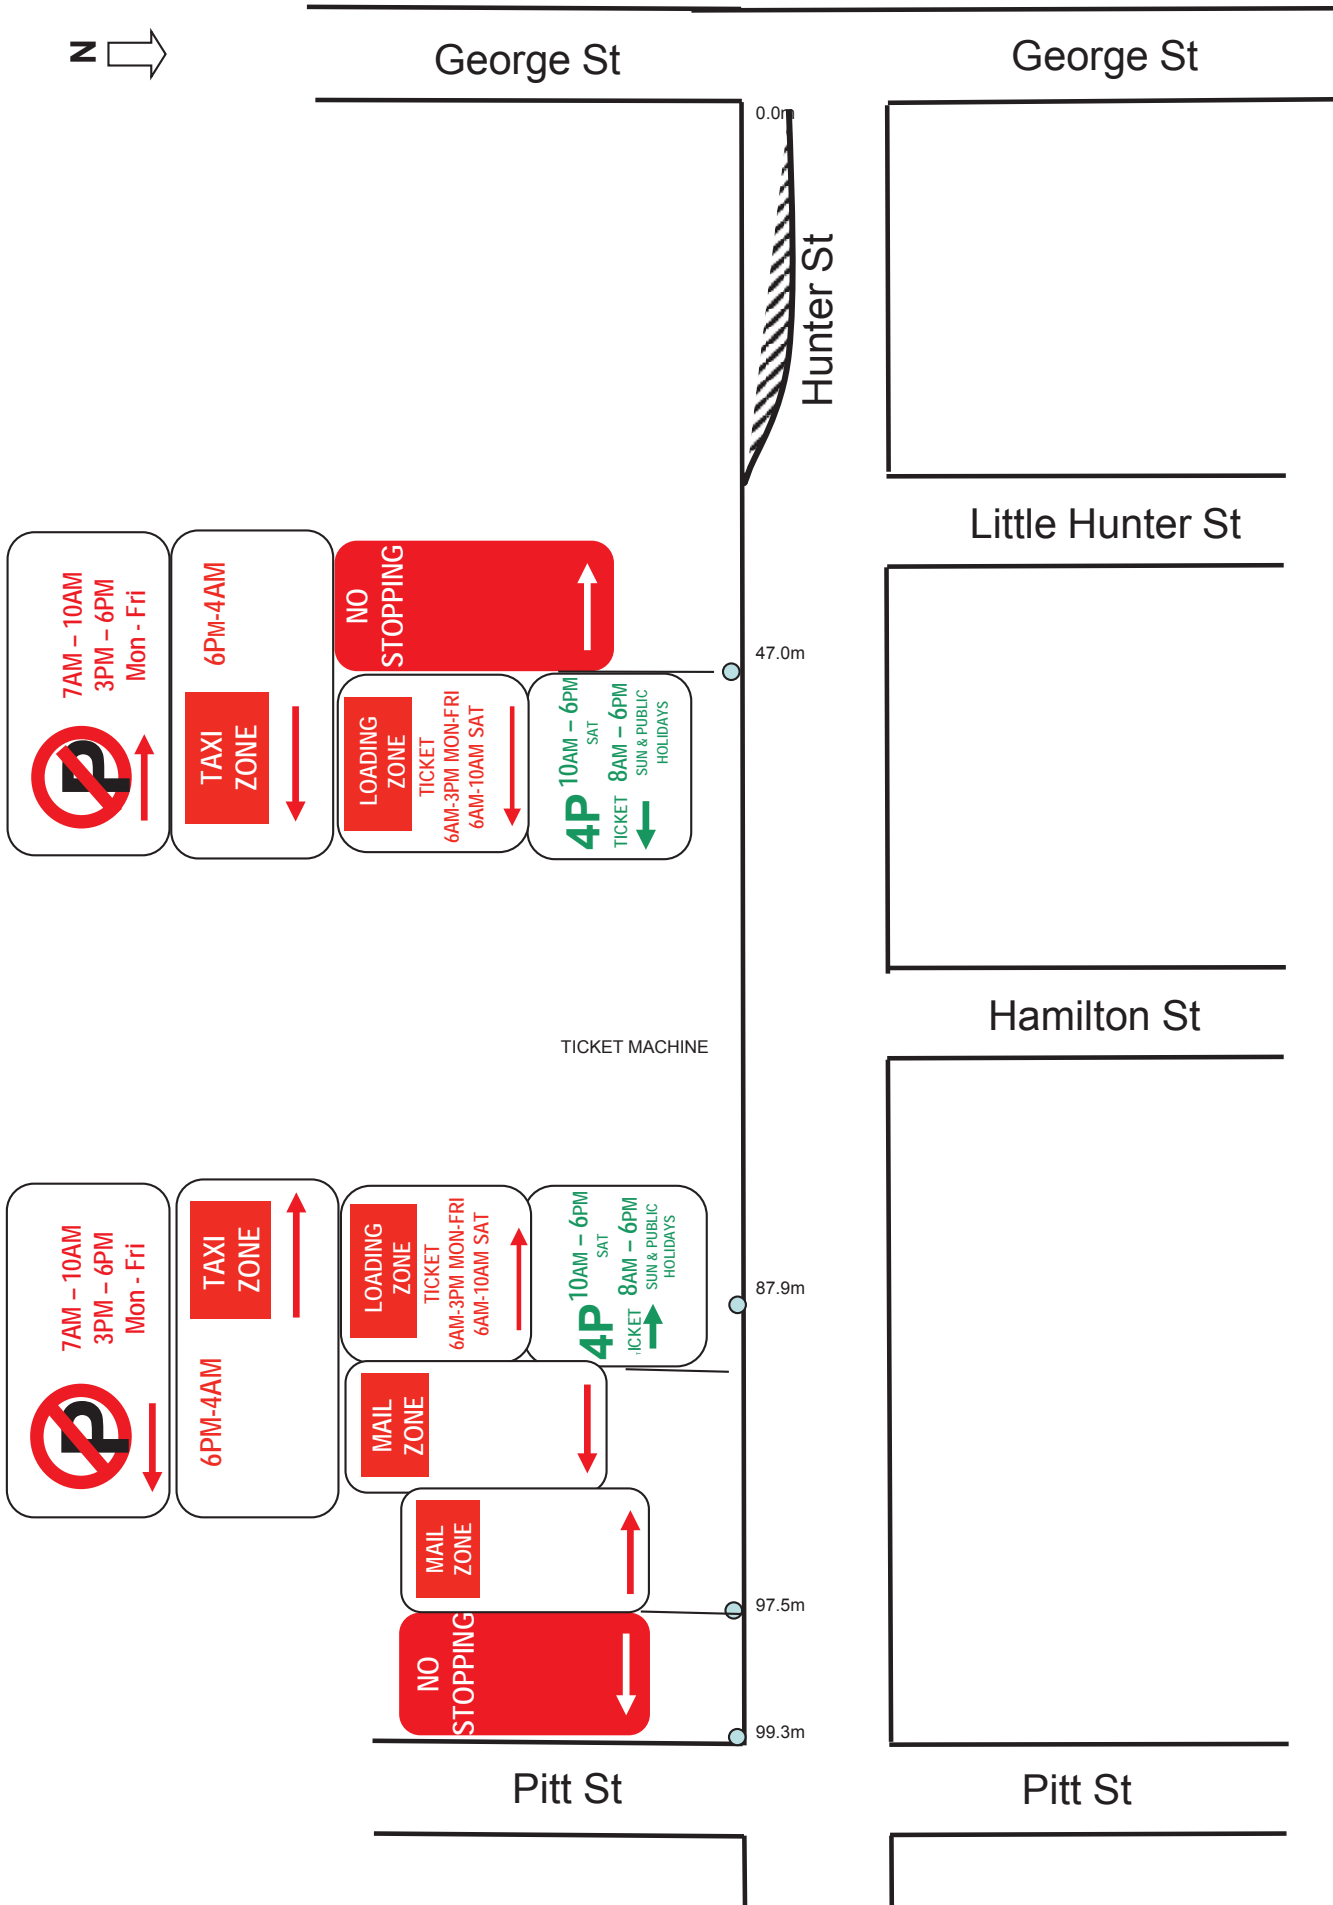 N
George St
George St
0.0m
Hunter St
Little Hunter St
7AM – 10AM
3PM – 6PM
Mon - Fri
P
6PM-4AM
TAXI
ZONE
NO
STOPPING
47.0m
LOADING
ZONE
TICKET
6AM-3PM MON-FRI
6AM-10AM SAT
4P
10AM – 6PM
SAT
TICKET 8AM – 6PM
SUN & PUBLIC
HOLIDAYS
Hamilton St
TICKET MACHINE
7AM – 10AM
3PM – 6PM
Mon - Fri
P
TAXI
ZONE
6PM-4AM
LOADING
ZONE
TICKET
6AM-3PM MON-FRI
6AM-10AM SAT
4P
10AM – 6PM
SAT
ICKET 8AM – 6PM
SUN & PUBLIC
HOLIDAYS
87.9m
MAIL
ZONE
MAIL
ZONE
97.5m
NO
STOPPING
99.3m
Pitt St
Pitt St